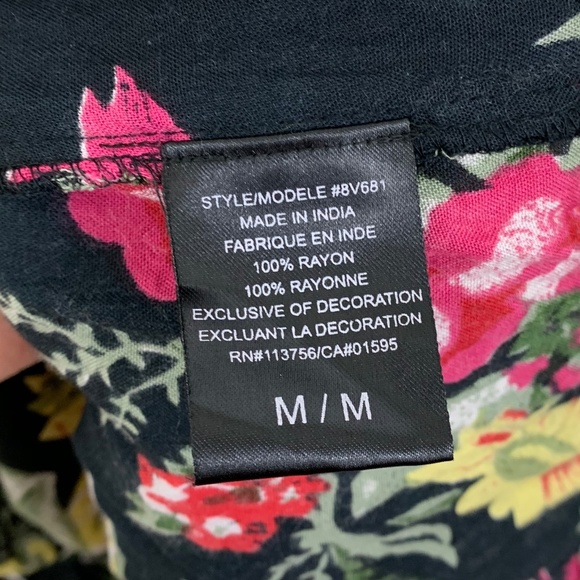 STYLE/MODELE #8V681
MADE IN INDIA
FABRIQUE EN INDE
100% RAYON
100% RAYONNE
EXCLUSIVE OF DECORATION
EXCLUANT LA DECORATION
RN#113756/CA#01595
M / M